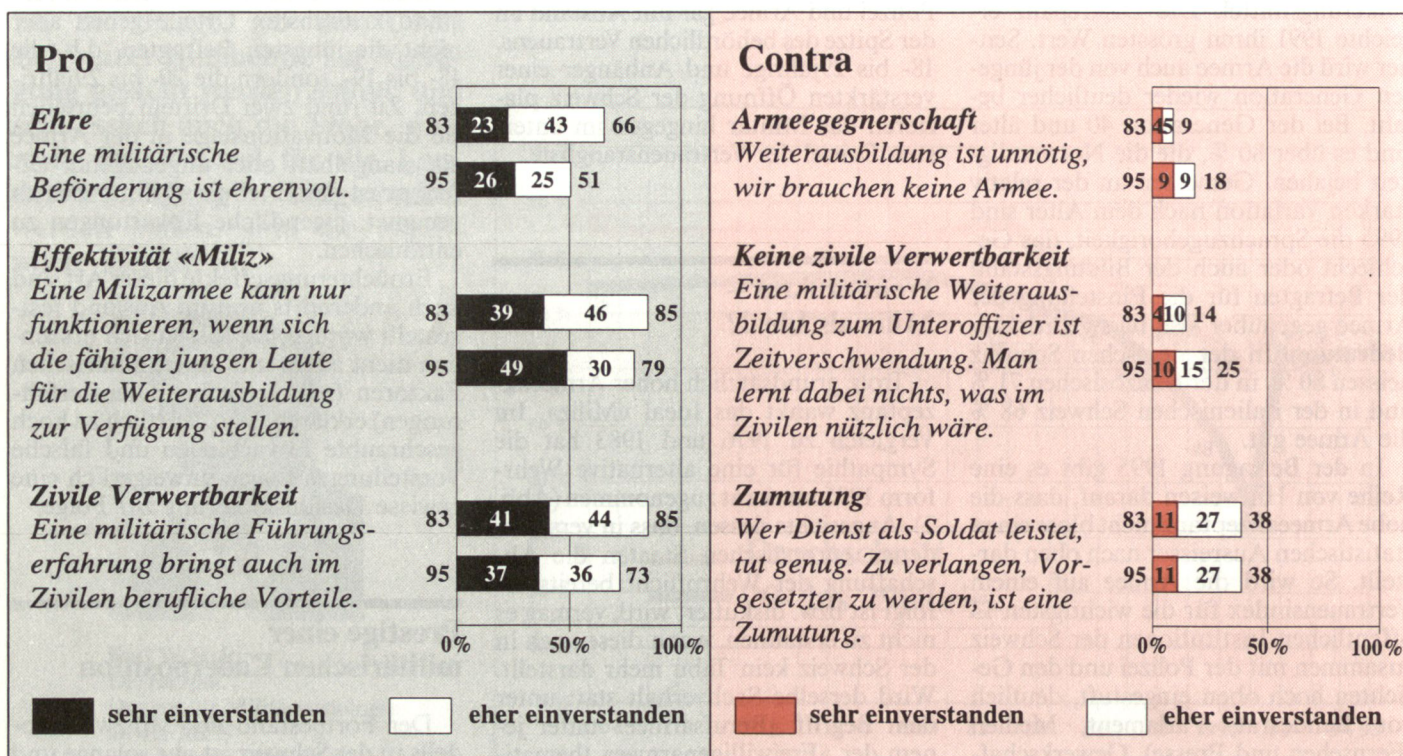 Pro
Ehre
Eine militärische
Beförderung ist ehrenvoll.
83 23 43 66
95 26 25 51
Effektivität «Miliz»
Eine Milizarmee kann nur
funktionieren, wenn sich
die fähigen jungen Leute
für die Weiterausbildung
zur Verfügung stellen.
83 39 46 85
95 49 30 79
Zivile Verwertbarkeit
Eine militärische Führungs-
erfahrung bringt auch im
Zivilen berufliche Vorteile.
83 41 44 85
95 37 36 73
0% 50% 100%
sehr einverstanden eher einverstanden
Contra
Armeegegnerschaft
Weiterausbildung ist unnötig,
wir brauchen keine Armee.
83 4 5 9
95 9 9 18
Keine zivile Verwertbarkeit
Eine militärische Weiteraus-
bildung zum Unteroffizier ist
Zeitverschwendung. Man
lernt dabei nichts, was im
Zivilen nützlich wäre.
83 4 10 14
95 10 15 25
Zumutung
Wer Dienst als Soldat leistet,
tut genug. Zu verlangen, Vor-
gesetzter zu werden, ist eine
Zumutung.
83 11 27 38
95 11 27 38
0% 50% 100%
sehr einverstanden eher einverstanden